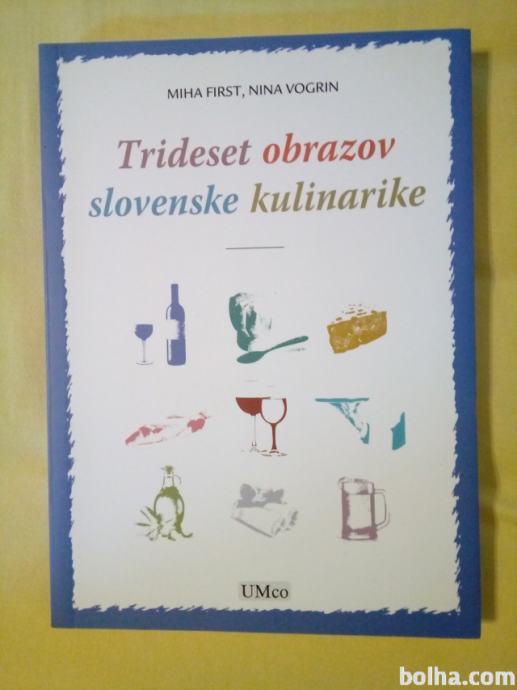 MIHA FIRST, NINA VOGRIN
Trideset obrazov
slovenske kulinarike
UMco
bolha.com